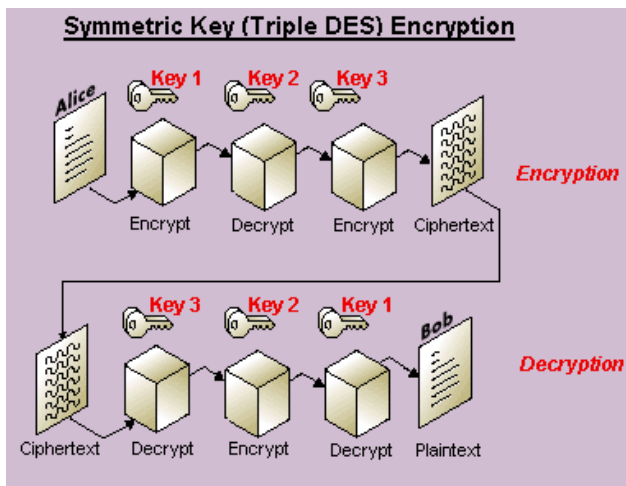 Symmetric Key (Triple DES) Encryption
Alice
Key 1 Key 2 Key 3
Encryption
Encrypt Decrypt Encrypt Ciphertext
Key 3 Key 2 Key 1
Bob
Decryption
Ciphertext Decrypt Encrypt Decrypt Plaintext